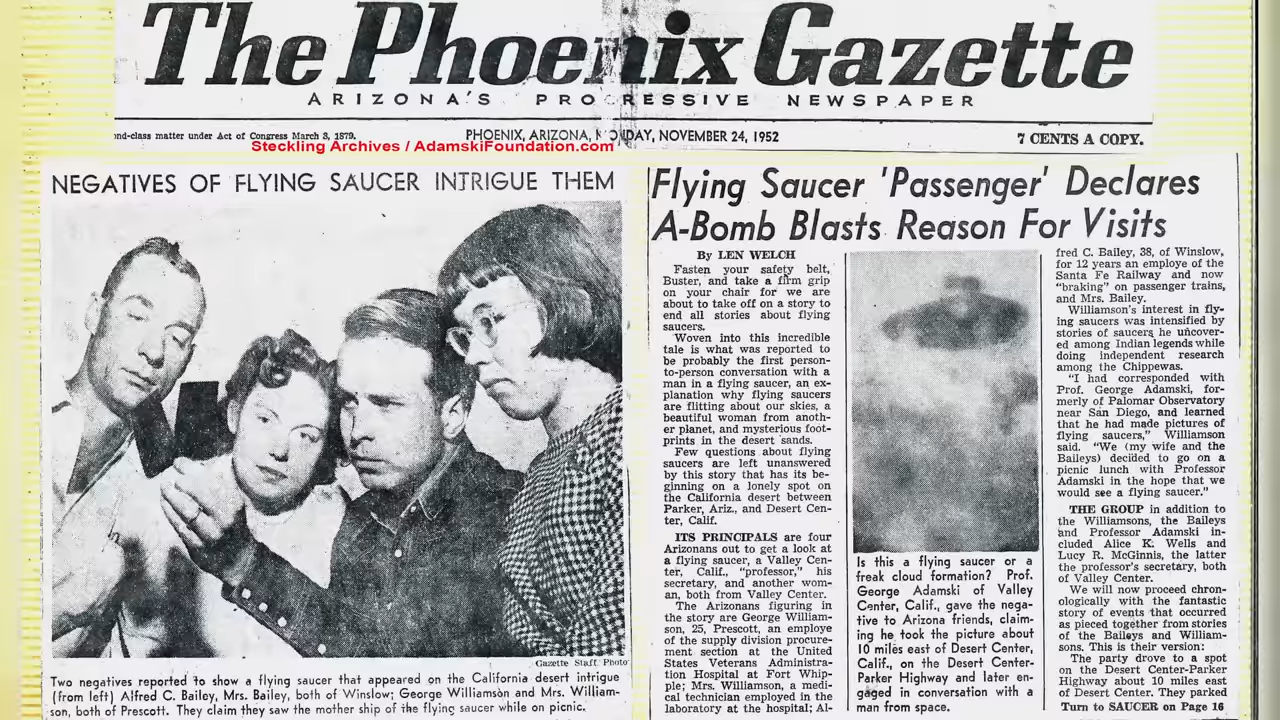 The Phoenix Gazette
ARIZONA'S PROGRESSIVE NEWSPAPER
nd-class matter under Act of Congress March 3, 1879.
PHOENIX, ARIZONA, MONDAY, NOVEMBER 24, 1952
7 CENTS A COPY.
Steckling Archives / AdamskiFoundation.com
NEGATIVES OF FLYING SAUCER INTRIGUE THEM
Gazette Staff Photo
Two negatives reported to show a flying saucer that appeared on the California desert intrigue
(from left) Alfred C. Bailey, Mrs. Bailey, both of Winslow; George Williamson and Mrs. William-
son, both of Prescott. They claim they saw the mother ship of the flying saucer while on picnic.
Flying Saucer 'Passenger' Declares
A-Bomb Blasts Reason For Visits
By LEN WELCH
Fasten your safety belt,
Buster, and take a firm grip
on your chair for we are
about to take off on a story to
end all stories about flying
saucers.
Woven into this incredible
tale is what was reported to
be probably the first person-
to-person conversation with a
man in a flying saucer, an ex-
planation why flying saucers
are flitting about our skies, a
beautiful woman from anoth-
er planet, and mysterious foot-
prints in the desert sands.
Few questions about flying
saucers are left unanswered
by this story that has its be-
ginning on a lonely spot on
the California desert between
Parker, Ariz., and Desert Cen-
ter, Calif.
ITS PRINCIPALS are four
Arizonans out to get a look at
a flying saucer, a Valley Cen-
ter, Calif., "professor," his
secretary, and another wom-
an, both from Valley Center.
The Arizonans figuring in
the story are George William-
son, 25, Prescott, an employe
of the supply division procure-
ment section at the United
States Veterans Administra-
tion Hospital at Fort Whip-
ple; Mrs. Williamson, a medi-
cal technician employed in the
laboratory at the hospital; Al-
Is this a flying saucer or a
freak cloud formation? Prof.
George Adamski of Valley
Center, Calif., gave the nega-
tive to Arizona friends, claim-
ing he took the picture about
10 miles east of Desert Center,
Calif., on the Desert Center-
Parker Highway and later en-
gaged in conversation with a
man from space.
fred C. Bailey, 38, of Winslow,
for 12 years an employe of the
Santa Fe Railway and now
"braking" on passenger trains,
and Mrs. Bailey.
Williamson's interest in fly-
ing saucers was intensified by
stories of saucers he uncover-
ed among Indian legends while
doing independent research
among the Chippewas.
"I had corresponded with
Prof. George Adamski, for-
merly of Palomar Observatory
near San Diego, and learned
that he had made pictures of
flying saucers," Williamson
said. "We (my wife and the
Baileys) decided to go on a
picnic lunch with Professor
Adamski in the hope that we
would see a flying saucer."
THE GROUP in addition to
the Williamsons, the Baileys
and Professor Adamski in-
cluded Alice K. Wells and
Lucy R. McGinnis, the latter
the professor's secretary, both
of Valley Center.
We will now proceed chron-
ologically with the fantastic
story of events that occurred
as pieced together from stories
of the Baileys and William-
sons. This is their version:
The party drove to a spot
on the Desert Center-Parker
Highway about 10 miles east
of Desert Center. They parked
Turn to SAUCER on Page 16